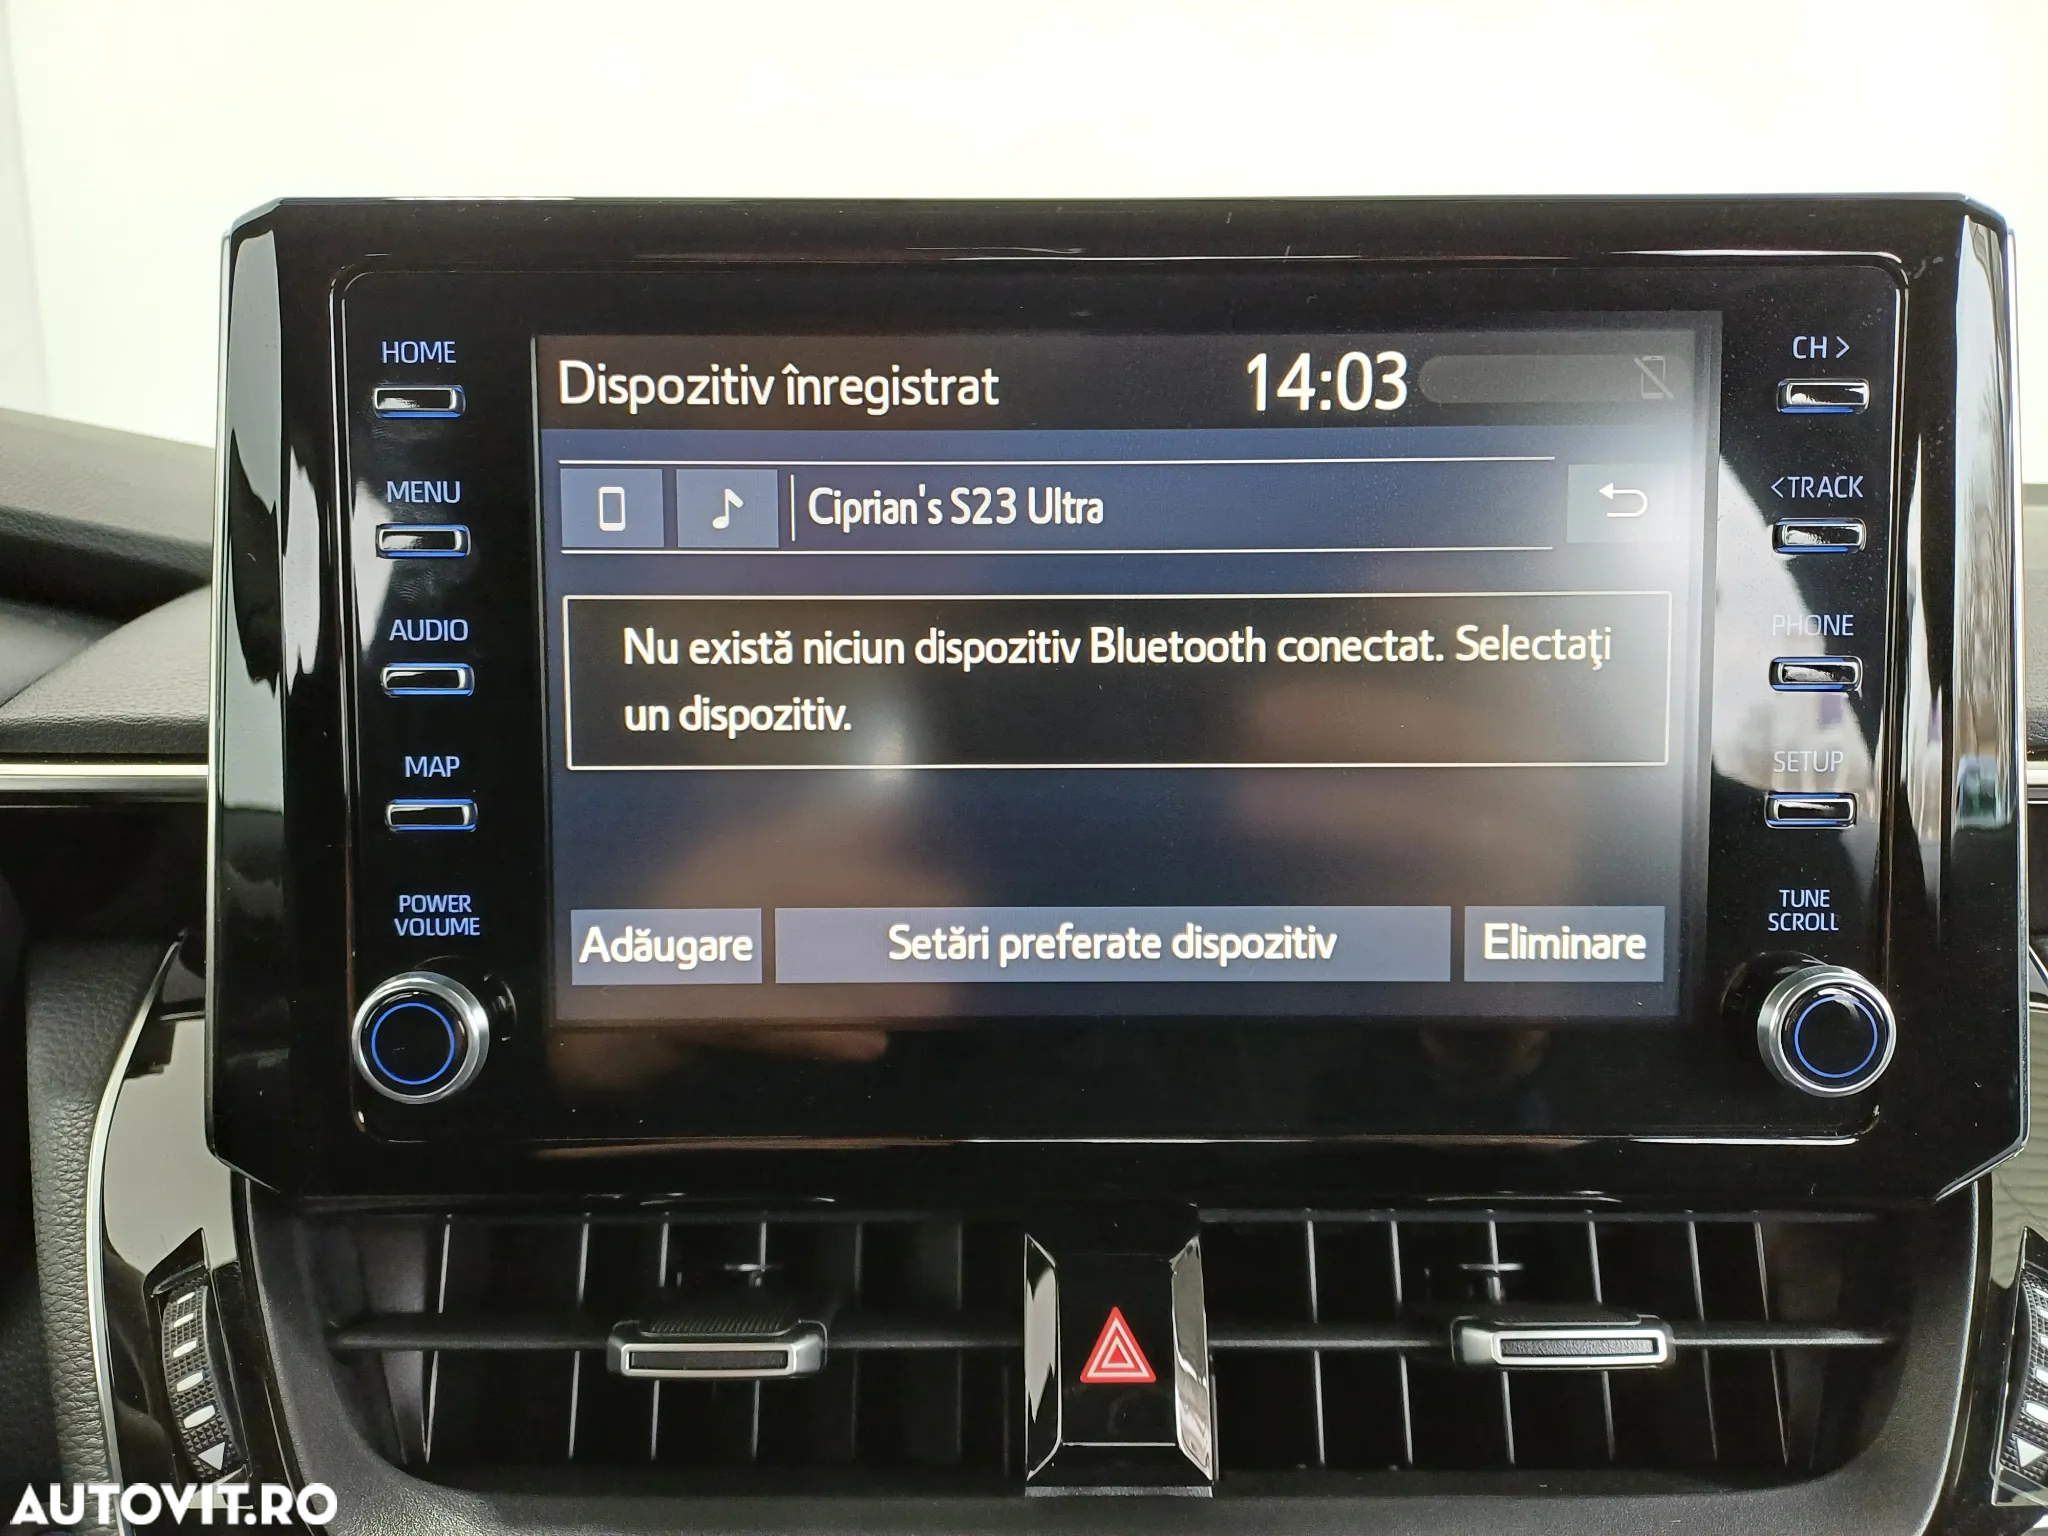 HOME
MENU
AUDIO
MAP
POWER
VOLUME
Dispozitiv înregistrat
14:03
Ciprian's S23 Ultra
Nu există niciun dispozitiv Bluetooth conectat. Selectaţi
un dispozitiv.
Adăugare
Setări preferate dispozitiv
Eliminare
CH >
< TRACK
PHONE
SETUP
TUNE
SCROLL
AUTOVIT.RO